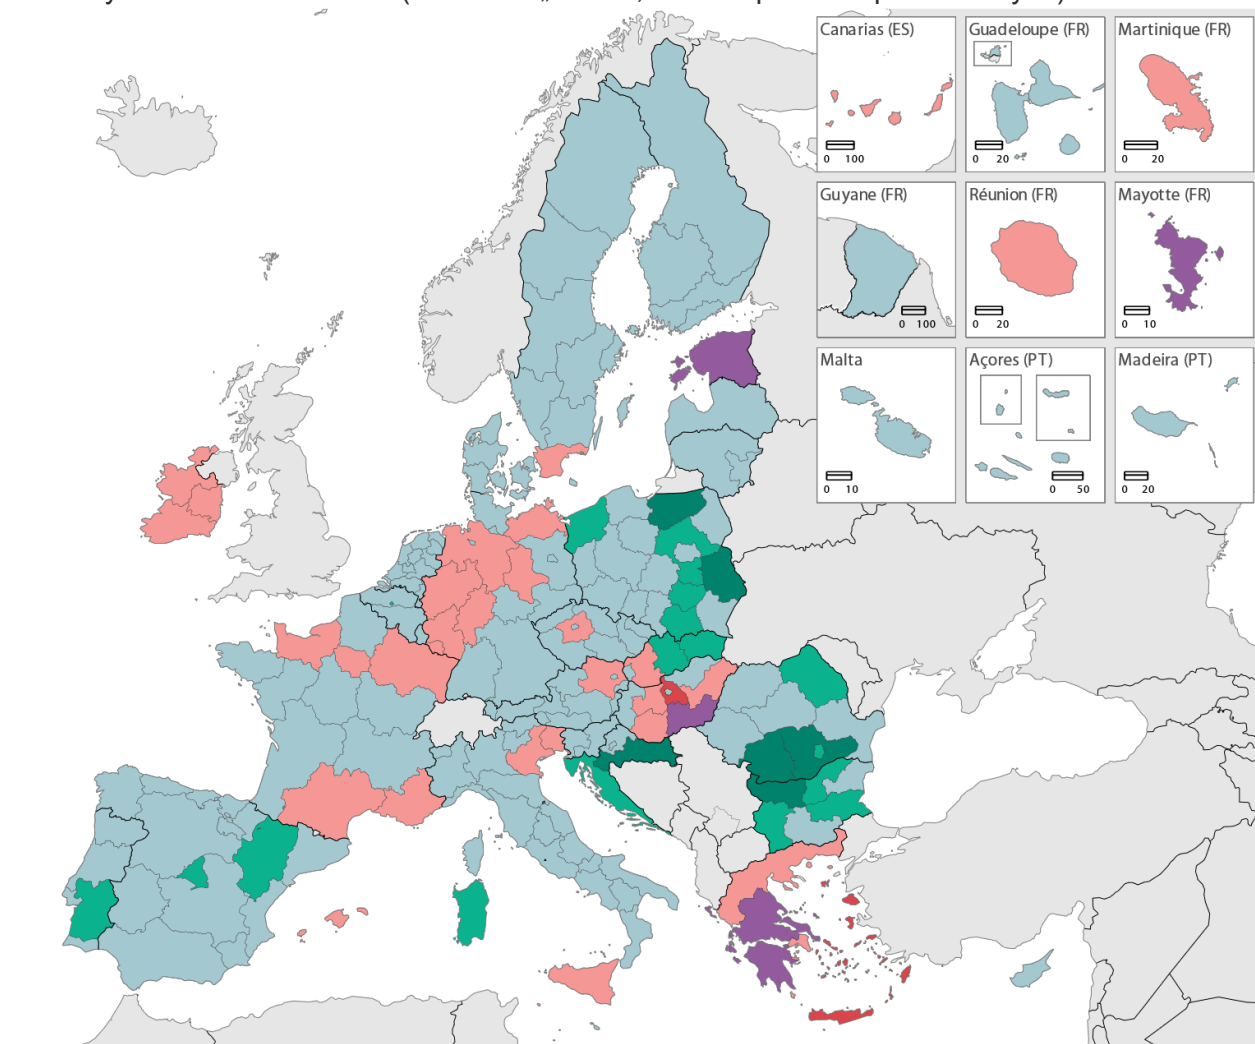 Canarias (ES)
0 100
Guadeloupe (FR)
0 20
Martinique (FR)
0 20
Guyane (FR)
0 100
Réunion (FR)
0 20
Mayotte (FR)
0 10
Malta
0 10
Açores (PT)
0 50
Madeira (PT)
0 20